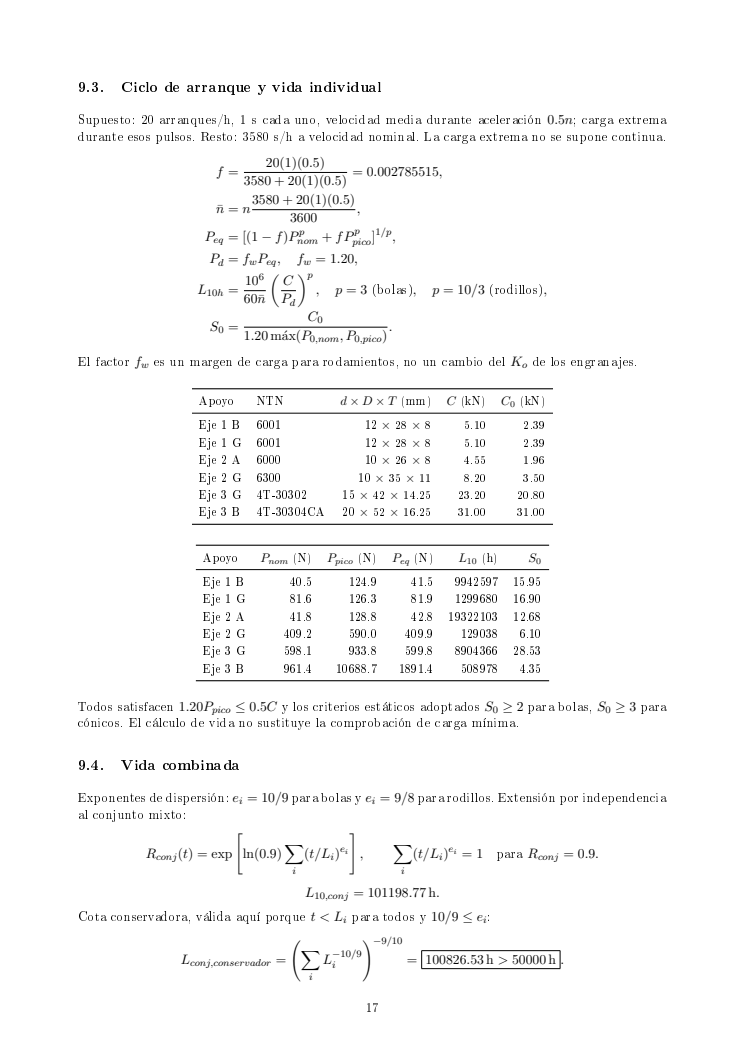 9.3. Ciclo de arranque y vida individual
Supuesto: 20 arranques/h, 1 s cada uno, velocidad media durante aceleración 0.5n; carga extrema
durante esos pulsos. Resto: 3580 s/h a velocidad nominal. La carga extrema no se supone continua.
f = 20(1)(0.5) / 3580 + 20(1)(0.5) = 0.002785515,
n̄ = n 3580 + 20(1)(0.5) / 3600,
P_eq = [(1 − f)P_nom^p + fP_pico^p]^1/p,
P_d = f_w P_eq, f_w = 1.20,
L_10h = 10^6 / 60n̄ (C / P_d)^p, p = 3 (bolas), p = 10/3 (rodillos),
S_0 = C_0 / 1.20 máx(P_0,nom, P_0,pico).
El factor f_w es un margen de carga para rodamientos, no un cambio del K_o de los engranajes.
Apoyo NTN d × D × T (mm) C (kN) C_0 (kN)
Eje 1 B 6001 12 × 28 × 8 5.10 2.39
Eje 1 G 6001 12 × 28 × 8 5.10 2.39
Eje 2 A 6000 10 × 26 × 8 4.55 1.96
Eje 2 G 6300 10 × 35 × 11 8.20 3.50
Eje 3 G 4T-30302 15 × 42 × 14.25 23.20 20.80
Eje 3 B 4T-30304CA 20 × 52 × 16.25 31.00 31.00
Apoyo P_nom (N) P_pico (N) P_eq (N) L_10 (h) S_0
Eje 1 B 40.5 124.9 41.5 9942597 15.95
Eje 1 G 81.6 126.3 81.9 1299680 16.90
Eje 2 A 41.8 128.8 42.8 19322103 12.68
Eje 2 G 409.2 590.0 409.9 129038 6.10
Eje 3 G 598.1 933.8 599.8 8904366 28.53
Eje 3 B 961.4 10688.7 1891.4 508978 4.35
Todos satisfacen 1.20P_pico ≤ 0.5C y los criterios estáticos adoptados S_0 ≥ 2 para bolas, S_0 ≥ 3 para
cónicos. El cálculo de vida no sustituye la comprobación de carga mínima.
9.4. Vida combinada
Exponentes de dispersión: e_i = 10/9 para bolas y e_i = 9/8 para rodillos. Extensión por independencia
al conjunto mixto:
R_conj(t) = exp [ln(0.9) ∑_i (t/L_i)^e_i], ∑_i (t/L_i)^e_i = 1 para R_conj = 0.9.
L_10,conj = 101198.77 h.
Cota conservadora, válida aquí porque t < L_i para todos y 10/9 ≤ e_i:
L_conj,conservador = (∑_i L_i^−10/9)^−9/10 = 100826.53 h > 50000 h.
17